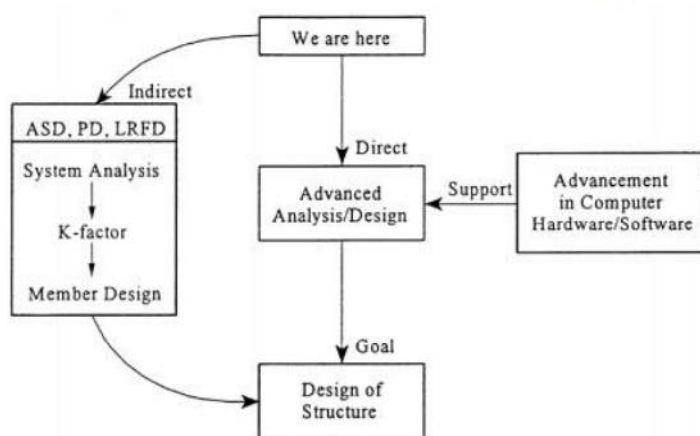 We are here
Indirect
ASD, PD, LRFD
System Analysis
K-factor
Member Design
Direct
Advanced
Analysis/Design
Support
Advancement
in Computer
Hardware/Software
Goal
Design of
Structure